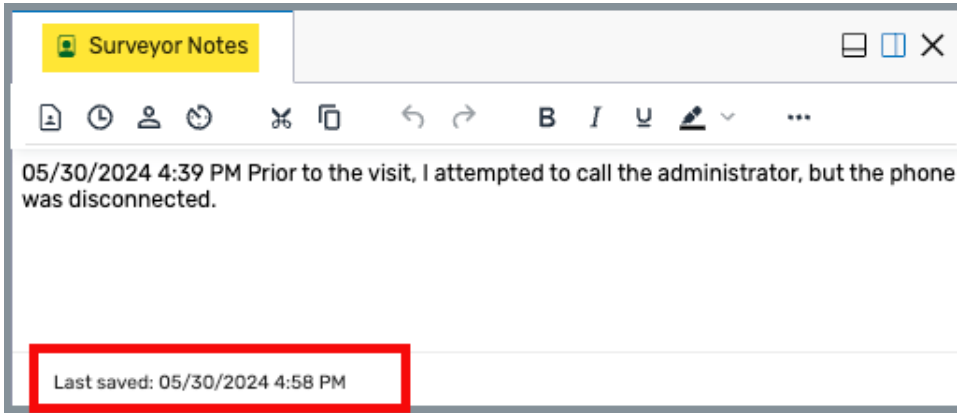 Surveyor Notes
B I U
05/30/2024 4:39 PM Prior to the visit, I attempted to call the administrator, but the phone
was disconnected.
Last saved: 05/30/2024 4:58 PM